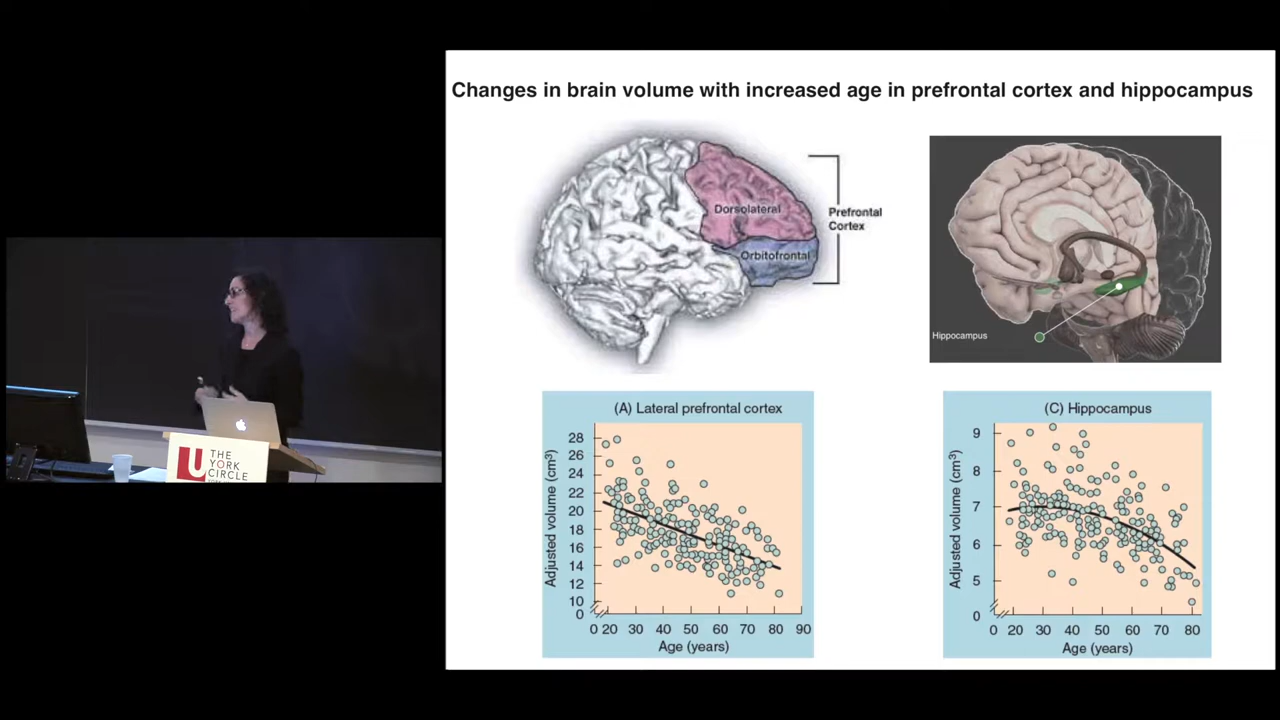 Changes in brain volume with increased age in prefrontal cortex and hippocampus
Dorsolateral
Orbitofrontal
Prefrontal
Cortex
Hippocampus
(A) Lateral prefrontal cortex
Adjusted volume (cm³)
28
26
24
22
20
18
16
14
12
10
0
0 20 30 40 50 60 70 80 90
Age (years)
(C) Hippocampus
Adjusted volume (cm³)
9
8
7
6
5
0
0 20 30 40 50 60 70 80
Age (years)
THE
YORK
CIRCLE